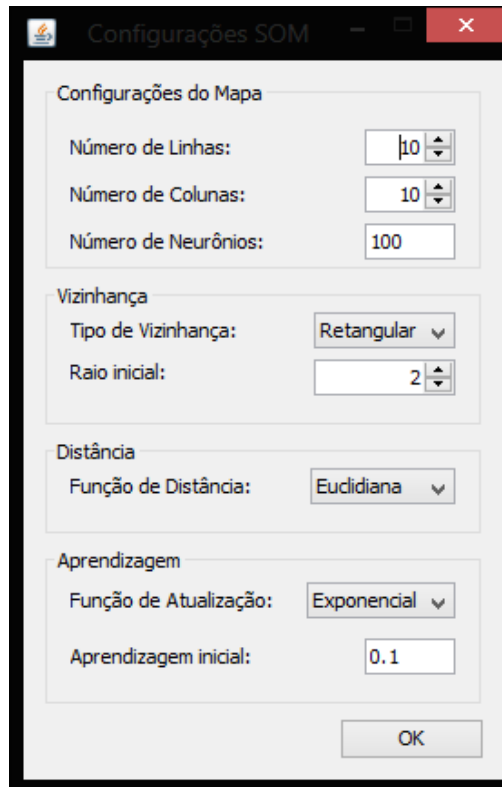 Configurações SOM
Configurações do Mapa
Número de Linhas: 10
Número de Colunas: 10
Número de Neurônios: 100
Vizinhança
Tipo de Vizinhança: Retangular
Raio inicial: 2
Distância
Função de Distância: Euclidiana
Aprendizagem
Função de Atualização: Exponencial
Aprendizagem inicial: 0.1
OK